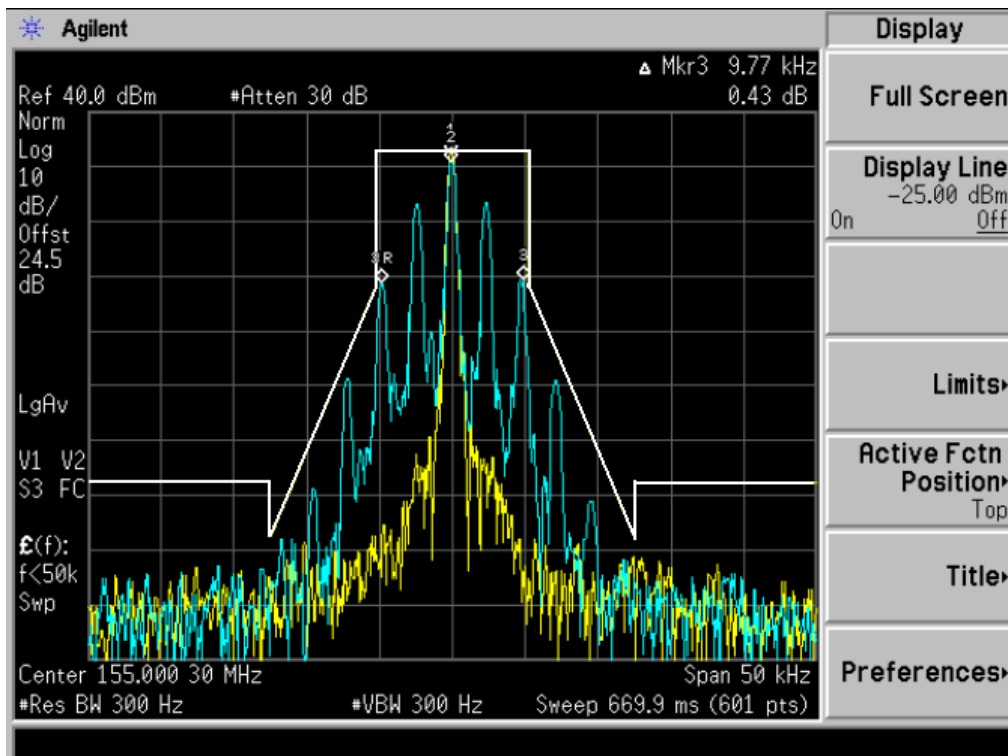 Agilent
Display
Δ Mkr3 9.77 kHz
Ref 40.0 dBm #Atten 30 dB 0.43 dB
Norm
Log
10
dB/
Offst
24.5
dB
1
2
3R
3
LgAv
V1 V2
S3 FC
£(f):
f<50k
Swp
Center 155.000 30 MHz Span 50 kHz
#Res BW 300 Hz #VBW 300 Hz Sweep 669.9 ms (601 pts)
Full Screen
Display Line
-25.00 dBm
On Off
Limits
Active Fctn
Position
Top
Title
Preferences